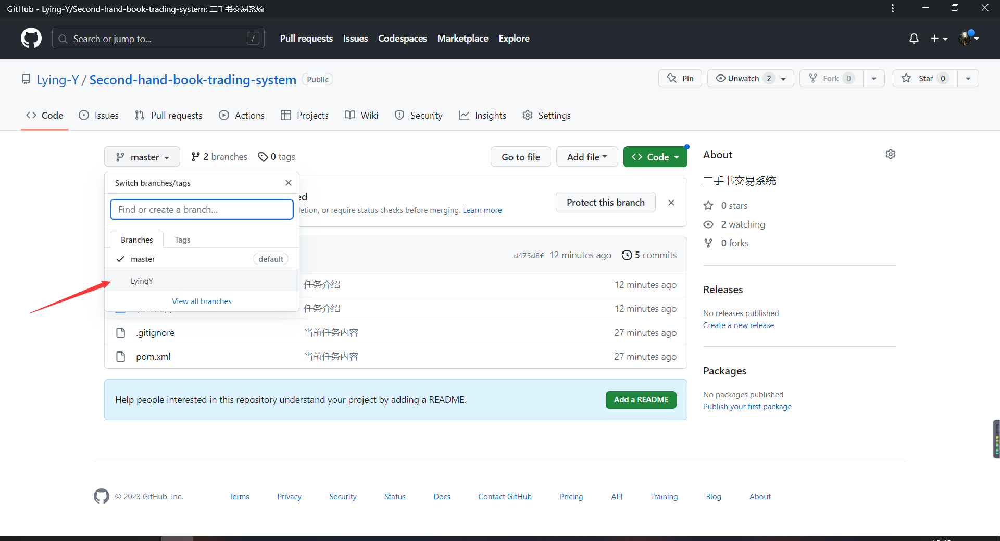 GitHub - Lying-Y/Second-hand-book-trading-system: 二手书交易系统
Search or jump to... / Pull requests Issues Codespaces Marketplace Explore
Lying-Y / Second-hand-book-trading-system Public Pin Unwatch 2 Fork 0 Star 0
Code Issues Pull requests Actions Projects Wiki Security Insights Settings
master 2 branches 0 tags Go to file Add file Code
Switch branches/tags
Find or create a branch...
Branches Tags
master default
LyingY
View all branches
ed
letion, or require status checks before merging. Learn more
Protect this branch
d475d8f 12 minutes ago 5 commits
任务介绍 12 minutes ago
任务介绍 12 minutes ago
.gitignore 当前任务内容 27 minutes ago
pom.xml 当前任务内容 27 minutes ago
Help people interested in this repository understand your project by adding a README. Add a README
About
二手书交易系统
0 stars
2 watching
0 forks
Releases
No releases published
Create a new release
Packages
No packages published
Publish your first package
© 2023 GitHub, Inc. Terms Privacy Security Status Docs Contact GitHub Pricing API Training Blog About